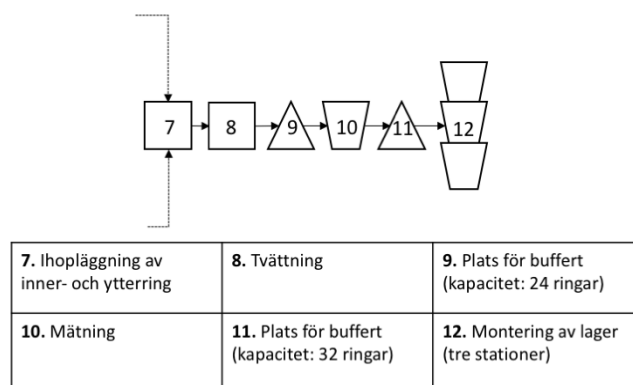 7
8
9
10
11
12
7. Ihopläggning av
inner- och ytterring
8. Tvättning
9. Plats för buffert
(kapacitet: 24 ringar)
10. Mätning
11. Plats för buffert
(kapacitet: 32 ringar)
12. Montering av lager
(tre stationer)